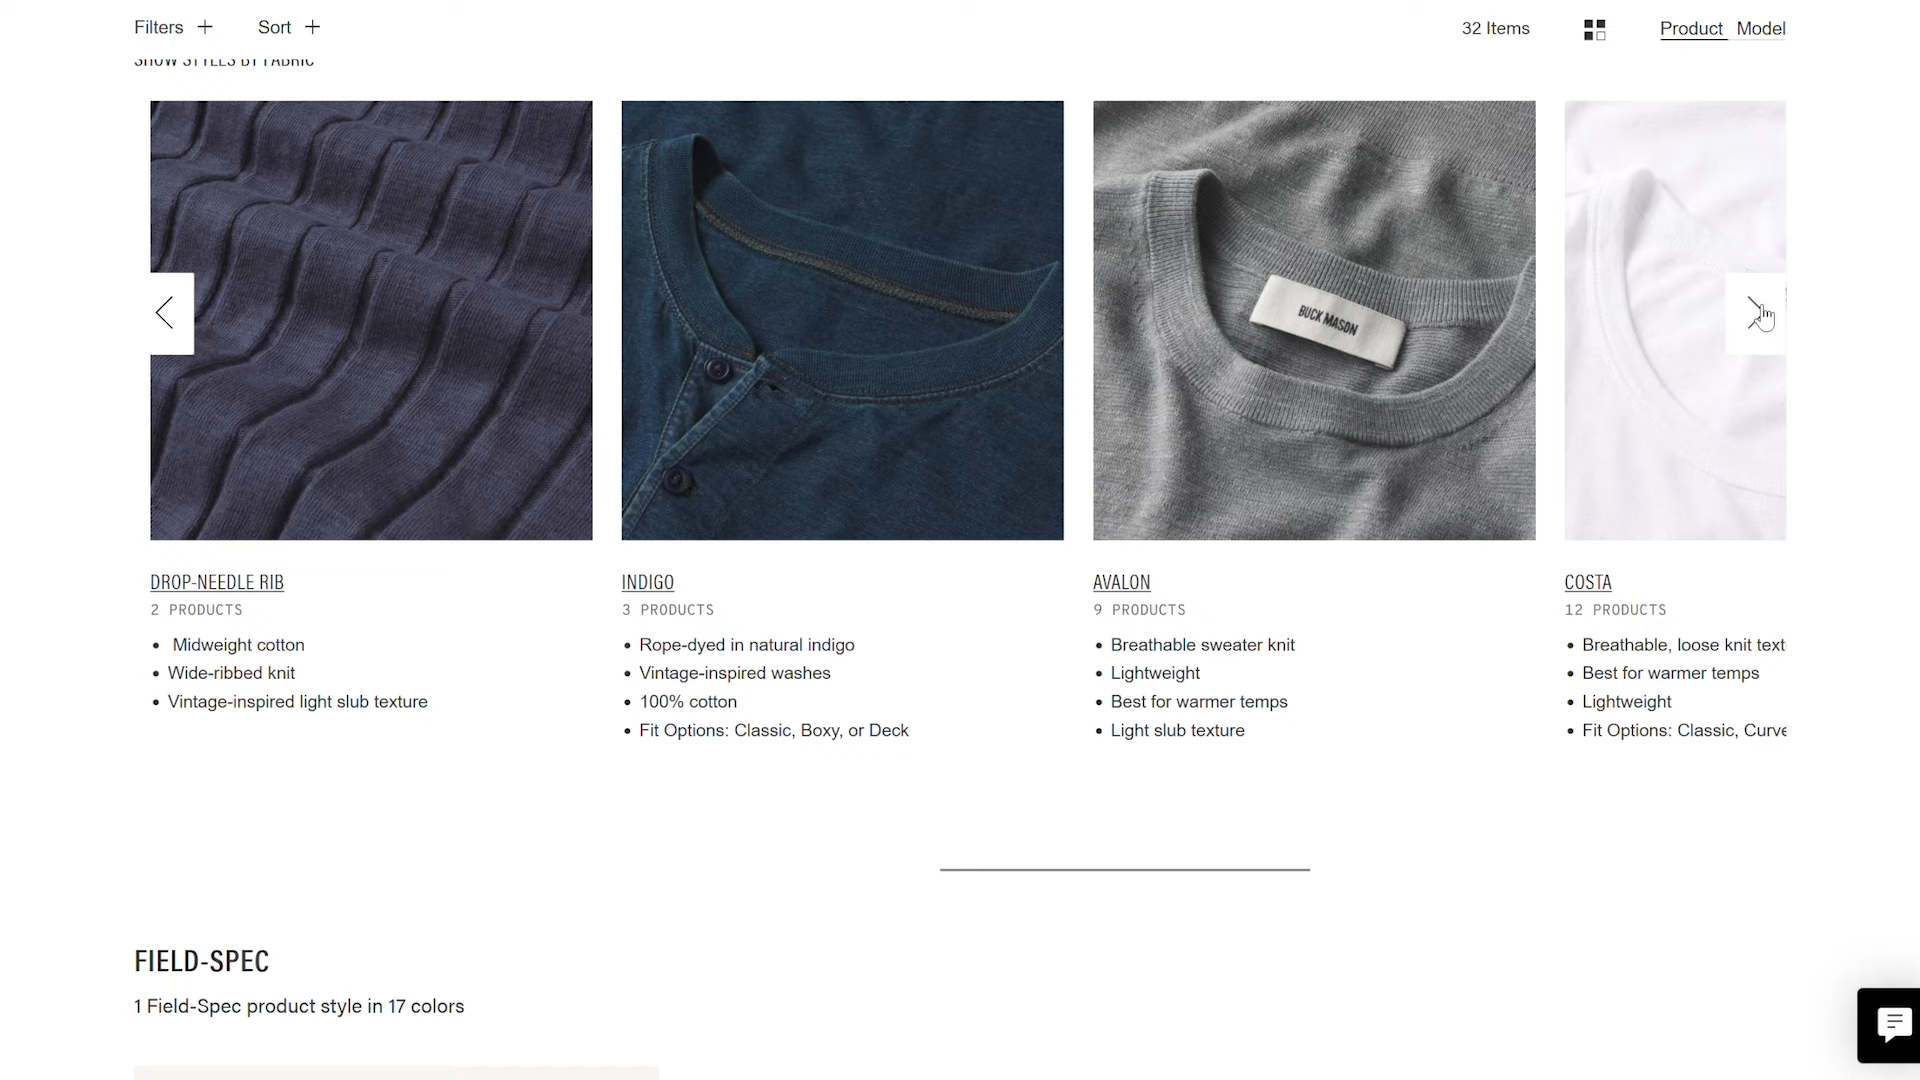 Filters
Sort
32 Items
Product Model
SHOW STYLES BY FABRIC
BUCK MASON
DROP-NEEDLE RIB
2 PRODUCTS
Midweight cotton
Wide-ribbed knit
Vintage-inspired light slub texture
INDIGO
3 PRODUCTS
Rope-dyed in natural indigo
Vintage-inspired washes
100% cotton
Fit Options: Classic, Boxy, or Deck
AVALON
9 PRODUCTS
Breathable sweater knit
Lightweight
Best for warmer temps
Light slub texture
COSTA
12 PRODUCTS
Breathable, loose knit text
Best for warmer temps
Lightweight
Fit Options: Classic, Curve
FIELD-SPEC
1 Field-Spec product style in 17 colors